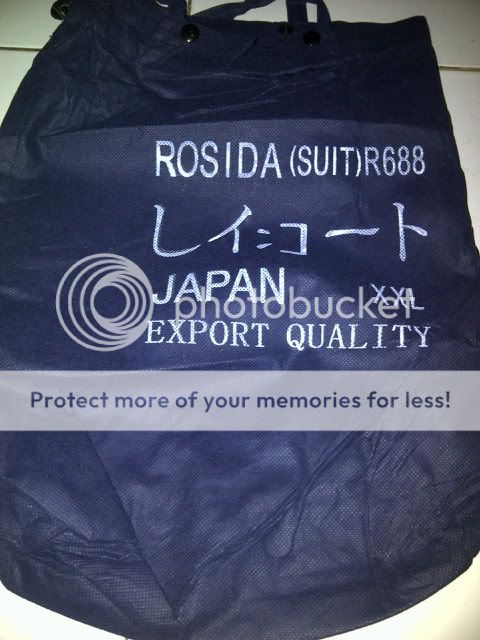 ROSIDA (SUIT) R688
レイニコート
JAPAN XXL
photobucket
EXPORT QUALITY
Protect more of your memories for less!